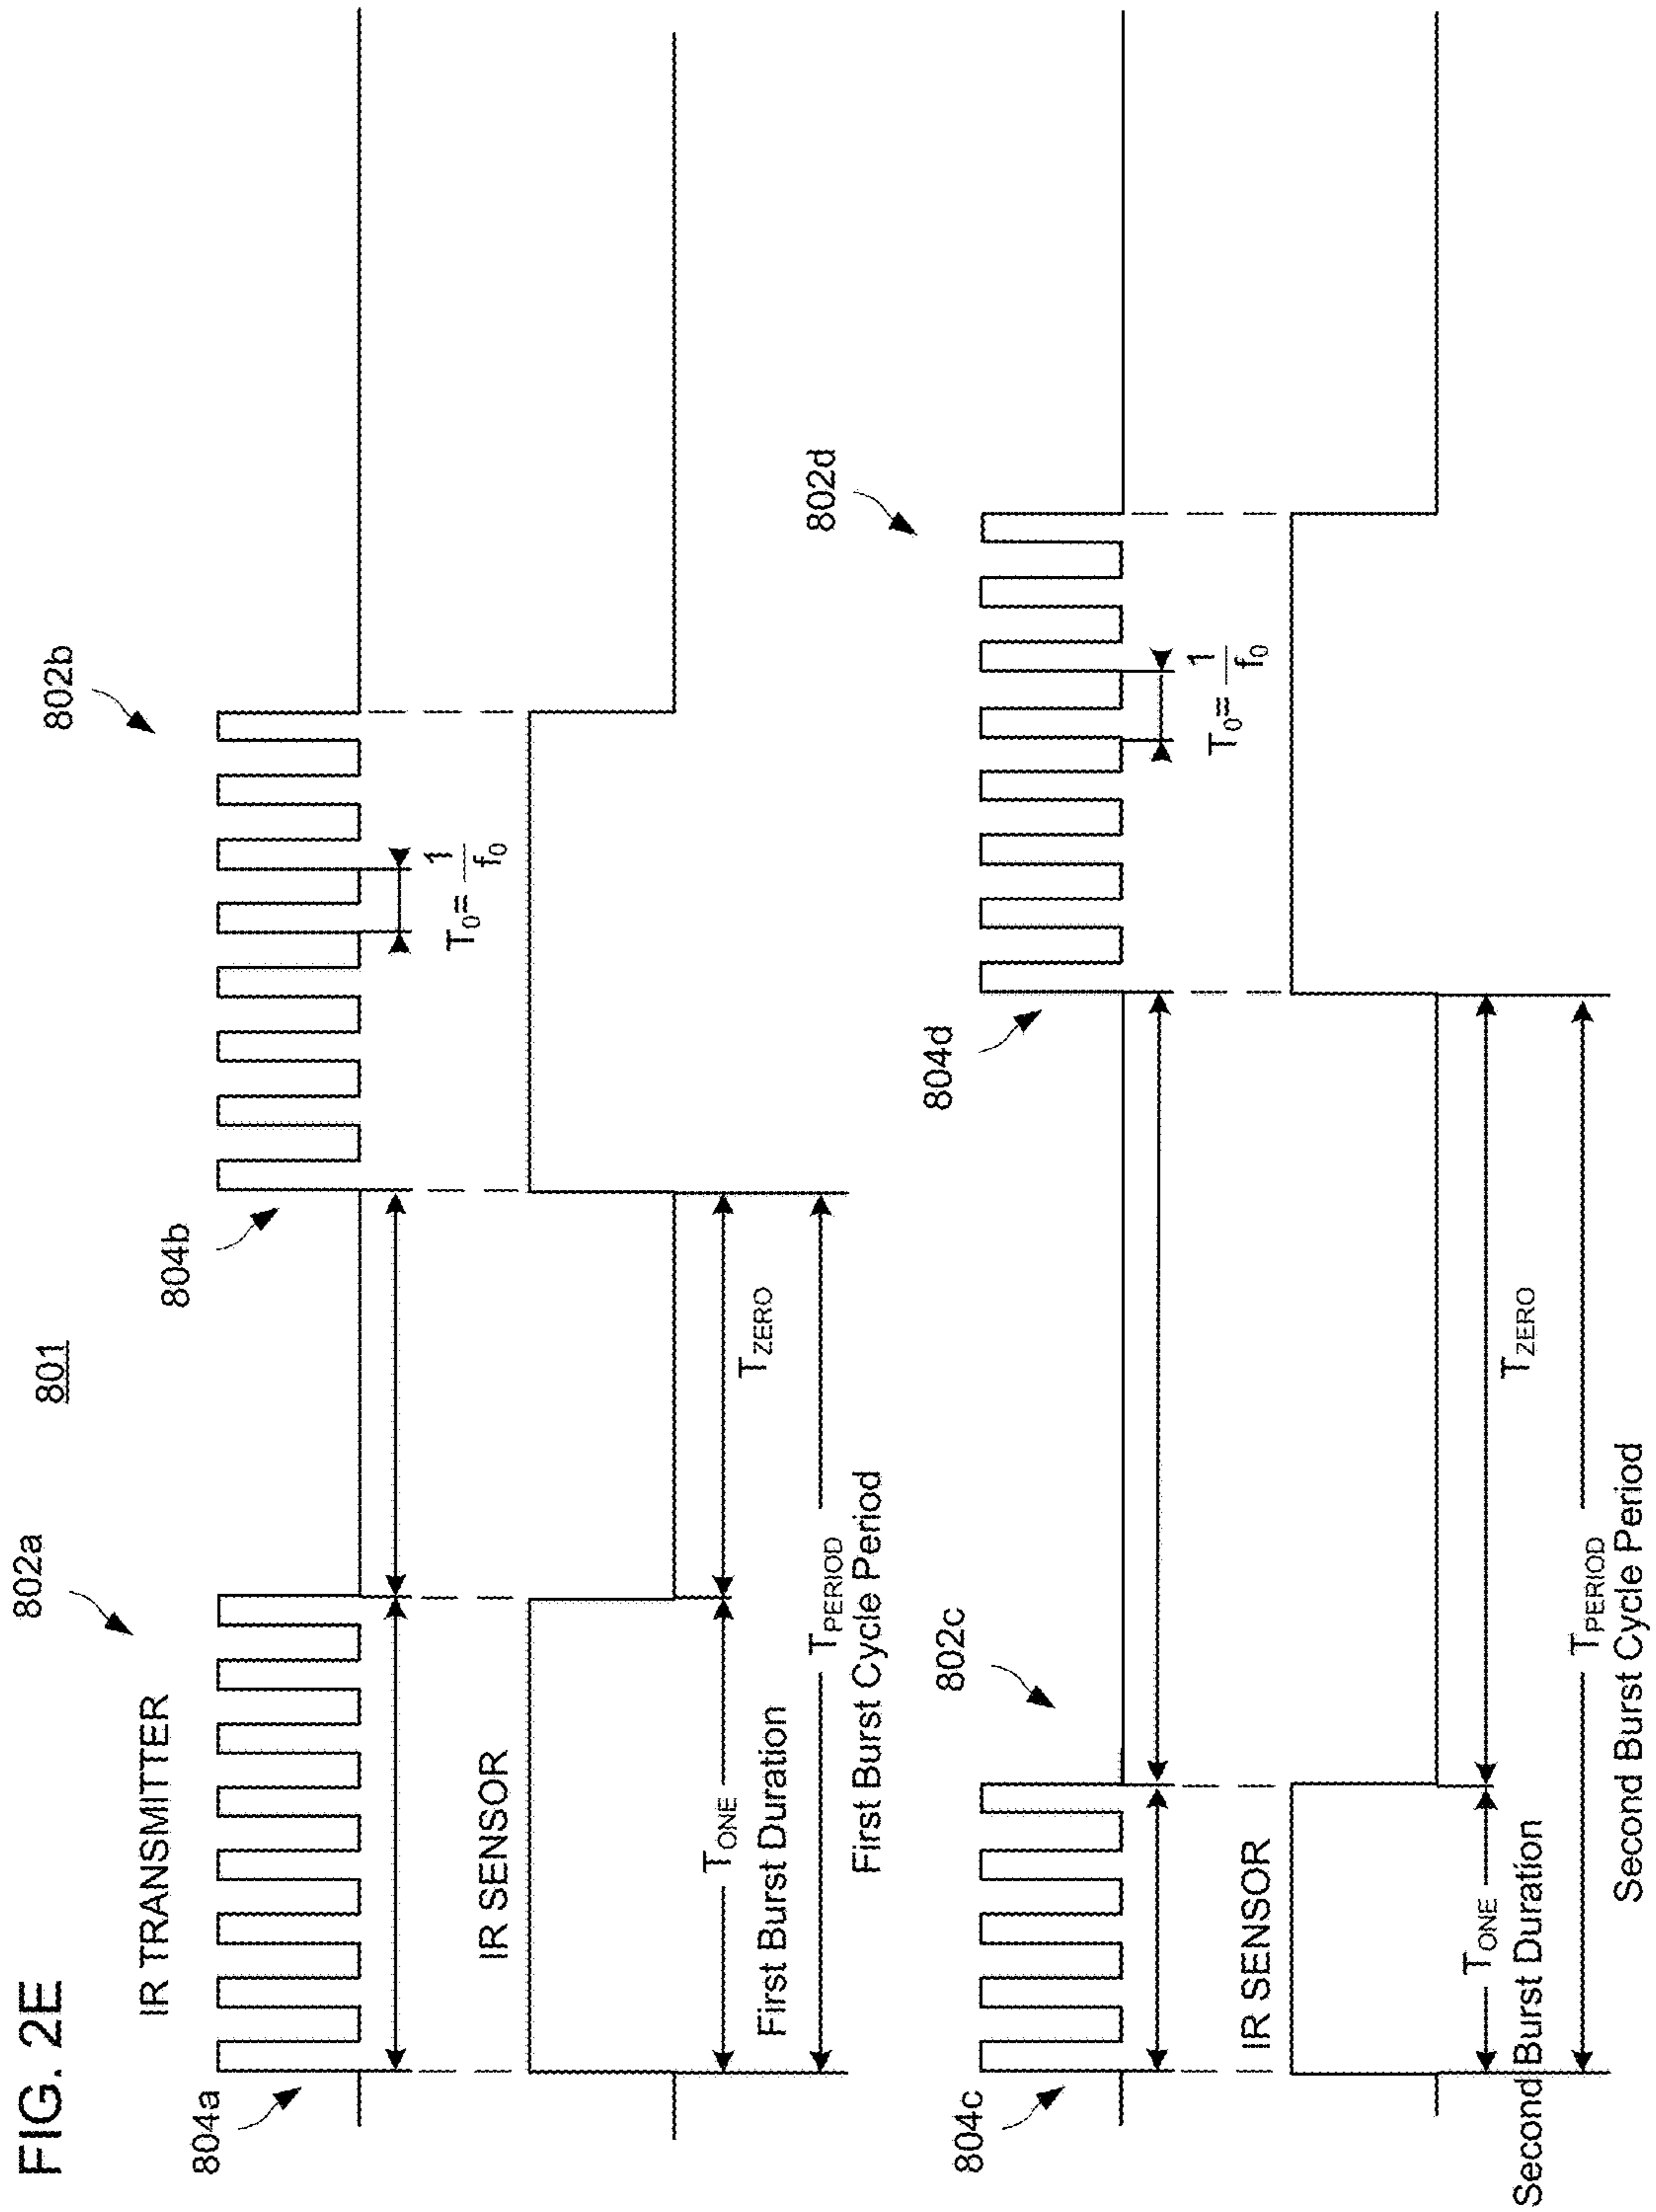 FIG. 2E
801
802a
802b
IR TRANSMITTER
804a
804b
T0= 1/f0
IR SENSOR
TONE
TZERO
First Burst Duration
TPERIOD
First Burst Cycle Period
802c
802d
804c
804d
T0= 1/f0
IR SENSOR
TONE
TZERO
Second Burst Duration
TPERIOD
Second Burst Cycle Period